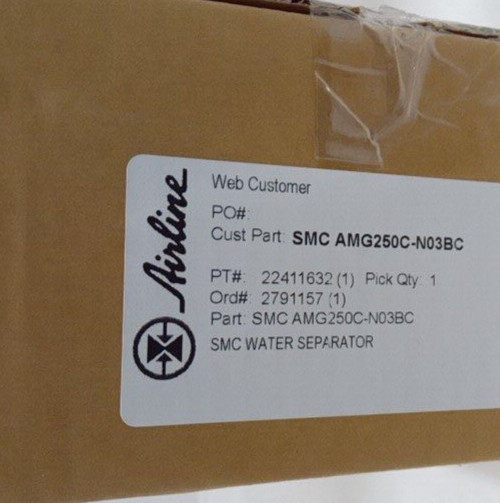 Airline
Web Customer
PO#:
Cust Part: SMC AMG250C-N03BC
PT#: 22411632 (1) Pick Qty: 1
Ord#: 2791157 (1)
Part: SMC AMG250C-N03BC
SMC WATER SEPARATOR